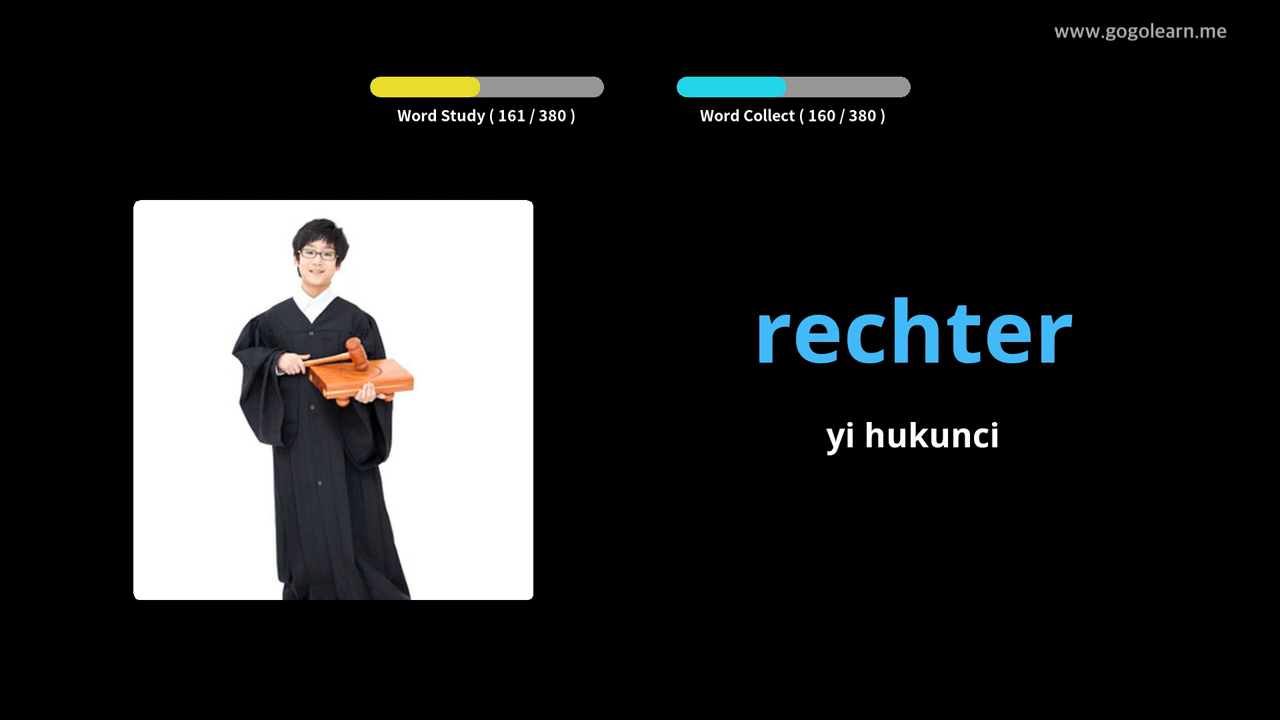 www.gogolearn.me
Word Study ( 161 / 380 )
Word Collect ( 160 / 380 )
rechter
yi hukunci